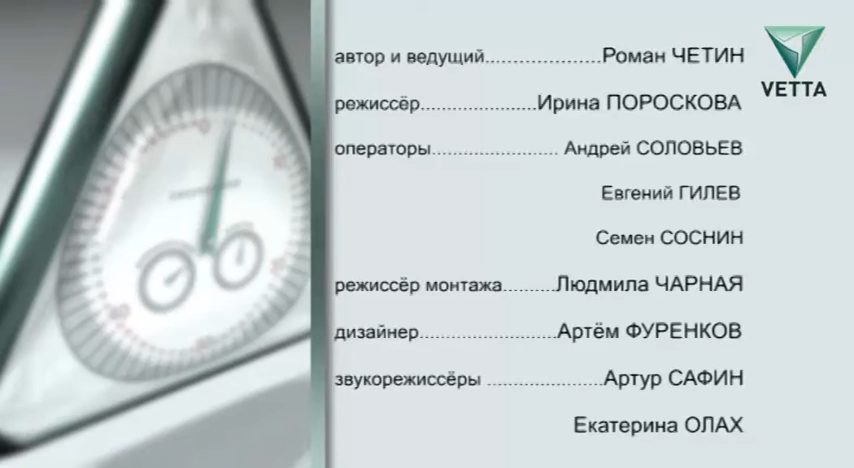 автор и ведущий......................Роман ЧЕТИН
VETTA
режиссёр......................Ирина ПОРОСКОВА
операторы........................ Андрей СОЛОВЬЕВ
Евгений ГИЛЕВ
Семен СОСНИН
режиссёр монтажа..........Людмила ЧАРНАЯ
дизайнер..........................Артём ФУРЕНКОВ
звукорежиссёры ......................Артур САФИН
Екатерина ОЛАХ